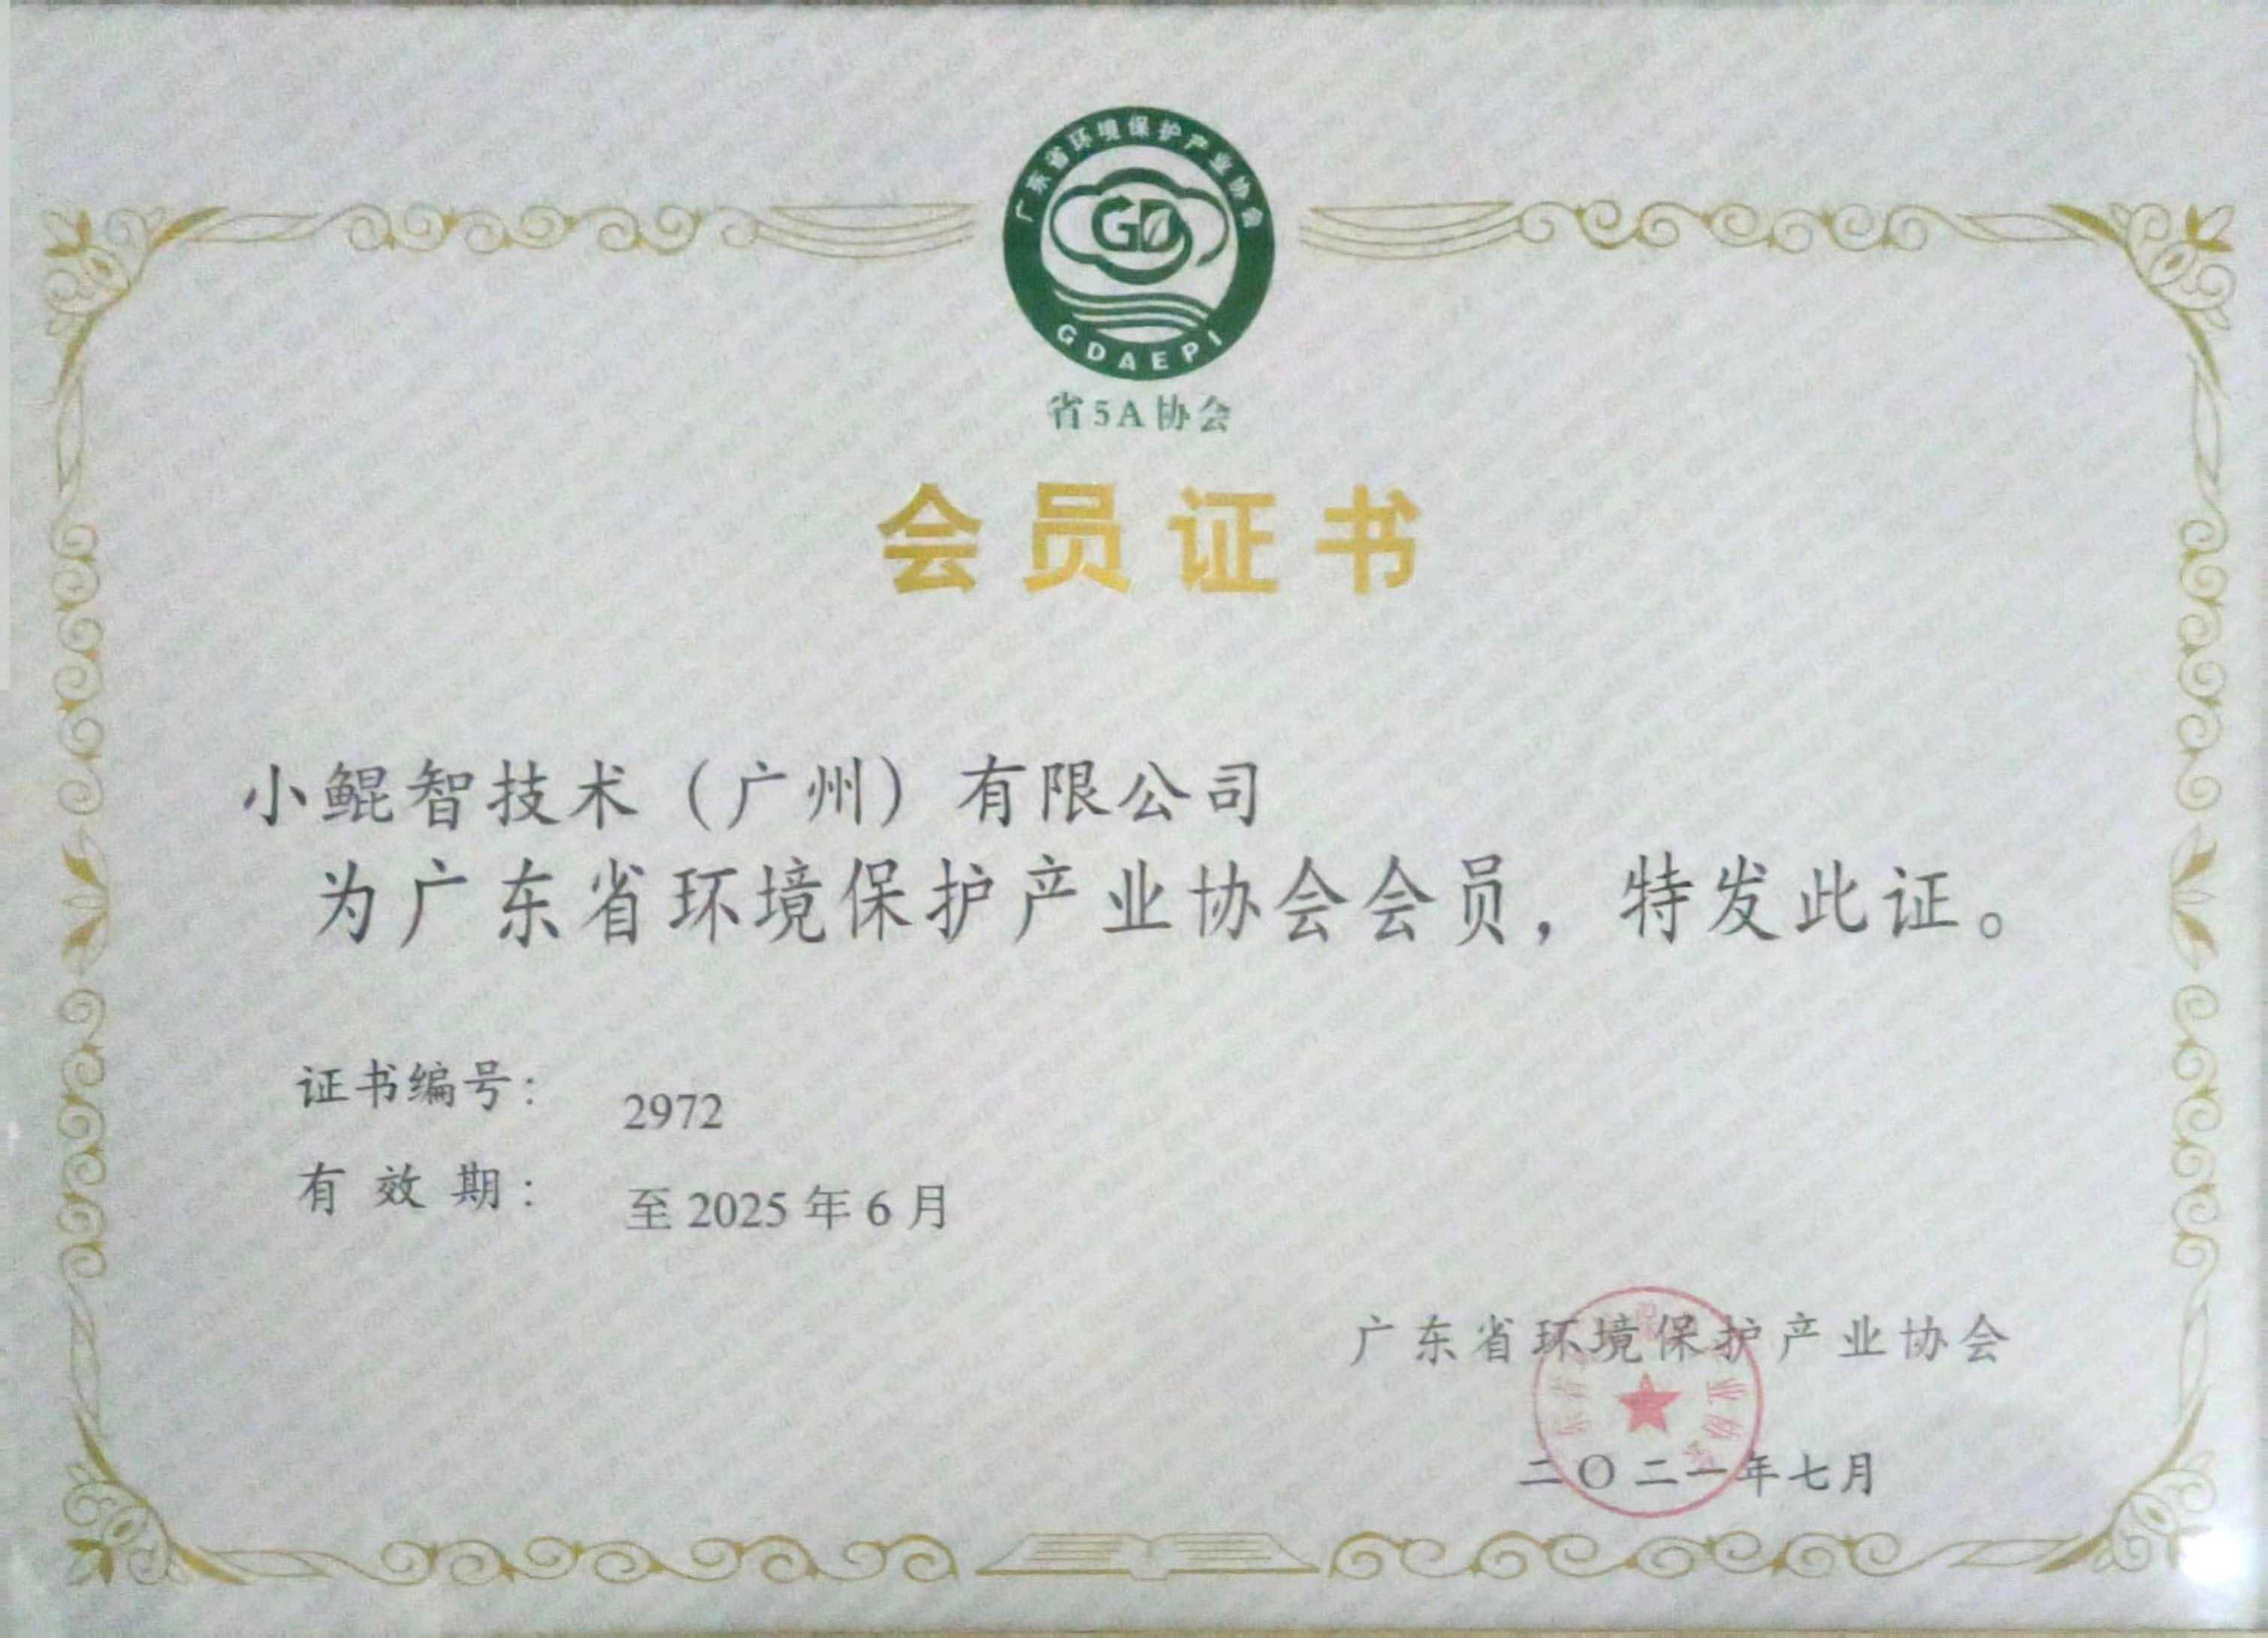 广东省环境保护产业协会
GD
GDAEPI
省5A协会
会员证书
小鲲智技术（广州）有限公司
为广东省环境保护产业协会会员，特发此证。
证书编号： 2972
有效期： 至2025年6月
广东省环境保护产业协会
二〇二一年七月